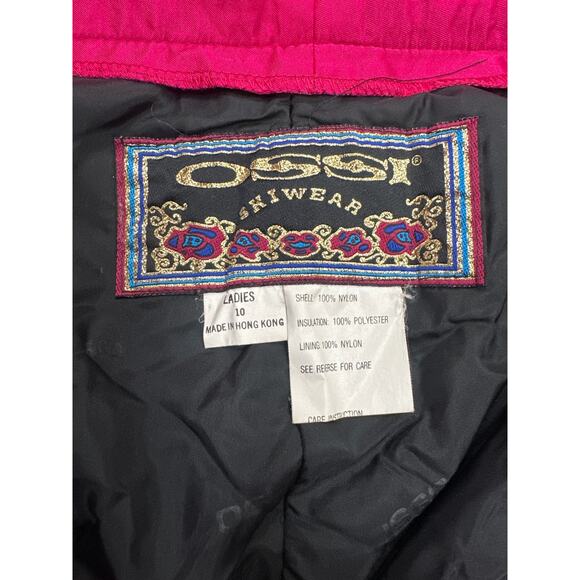 OSSI®
SKIWEAR
LADIES
10
MADE IN HONG KONG
SHELL: 100% NYLON
INSULATION: 100% POLYESTER
LINING:100% NYLON
SEE REERSE FOR CARE
CARE INSTRUCTION